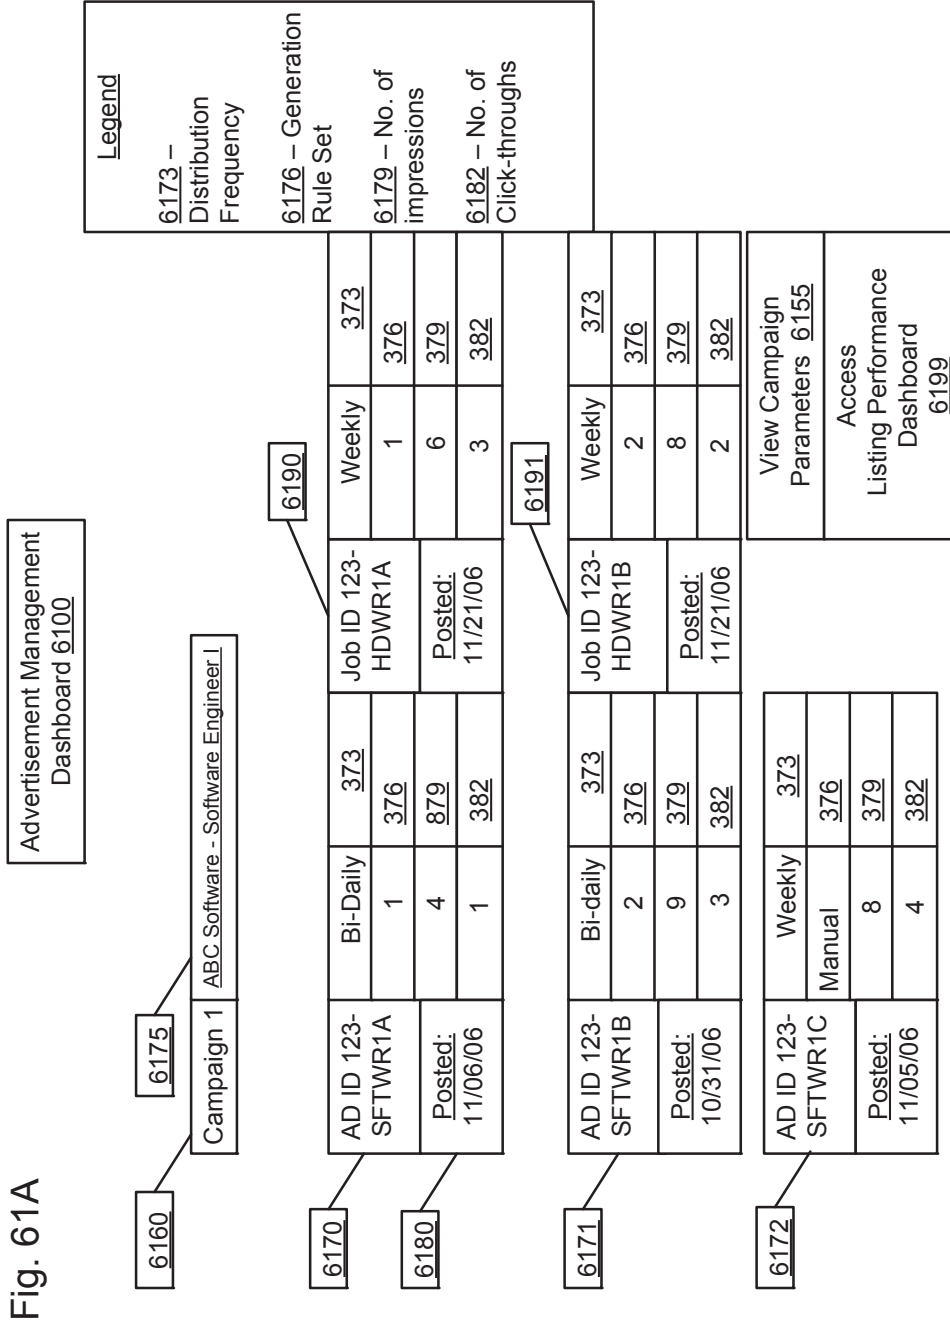 Fig. 61A
Advertisement Management
Dashboard 6100
6160
6175
Campaign 1
ABC Software - Software Engineer I
Legend
6173 –
Distribution
Frequency
6176 – Generation
Rule Set
6179 – No. of
impressions
6182 – No. of
Click-throughs
6170
6180
AD ID 123-
SFTWR1A
Posted:
11/06/06
Bi-Daily
373
1
376
4
879
1
382
6190
Job ID 123-
HDWR1A
Posted:
11/21/06
Weekly
373
1
376
6
379
3
382
6171
AD ID 123-
SFTWR1B
Posted:
10/31/06
Bi-daily
373
2
376
9
379
3
382
6191
Job ID 123-
HDWR1B
Posted:
11/21/06
Weekly
373
2
376
8
379
2
382
6172
AD ID 123-
SFTWR1C
Posted:
11/05/06
Weekly
373
Manual
376
8
379
4
382
View Campaign
Parameters 6155
Access
Listing Performance
Dashboard
6199